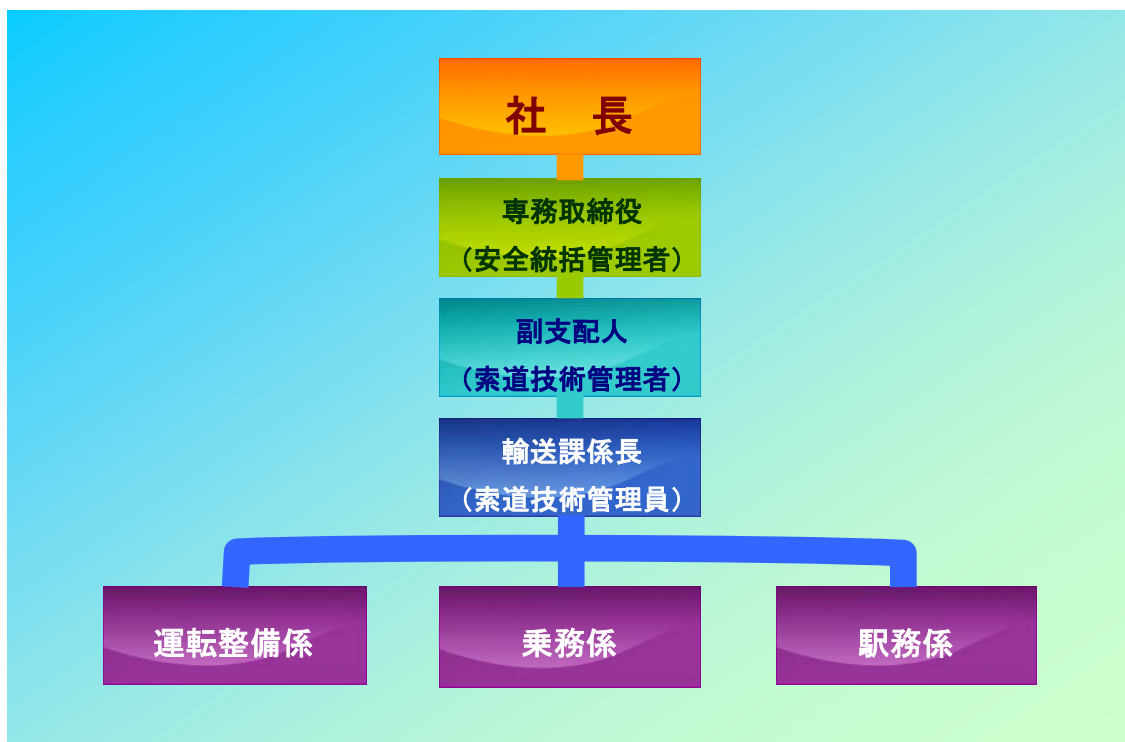 社　長
専務取締役
（安全統括管理者）
副支配人
（索道技術管理者）
輸送課係長
（索道技術管理員）
運転整備係
乗務係
駅務係